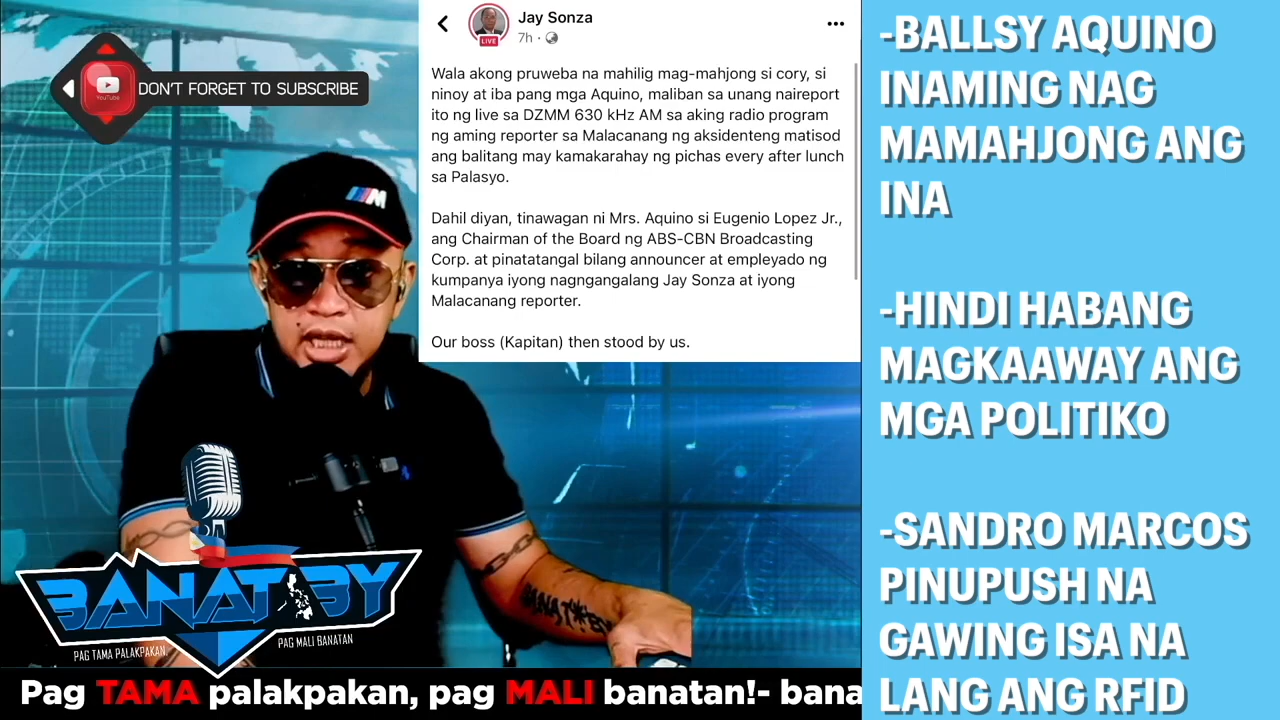 Jay Sonza
LIVE
7h
Wala akong pruweba na mahilig mag-mahjong si cory, si
ninoy at iba pang mga Aquino, maliban sa unang naireport
ito ng live sa DZMM 630 kHz AM sa aking radio program
ng aming reporter sa Malacanang ng aksidenteng matisod
ang balitang may kamakarahay ng pichas every after lunch
sa Palasyo.
Dahil diyan, tinawagan ni Mrs. Aquino si Eugenio Lopez Jr.,
ang Chairman of the Board ng ABS-CBN Broadcasting
Corp. at pinatatangal bilang announcer at empleyado ng
kumpanya iyong nagngangalang Jay Sonza at iyong
Malacanang reporter.
Our boss (Kapitan) then stood by us.
YouTube
DON'T FORGET TO SUBSCRIBE
M
BANAT BY
PAG TAMA PALAKPAKAN,
PAG MALI BANATAN
Pag TAMA palakpakan, pag MALI banatan!- bana
-BALLSY AQUINO
INAMING NAG
MAMAHJONG ANG
INA
-HINDI HABANG
MAGKAAWAY ANG
MGA POLITIKO
-SANDRO MARCOS
PINUPUSH NA
GAWING ISA NA
LANG ANG RFID